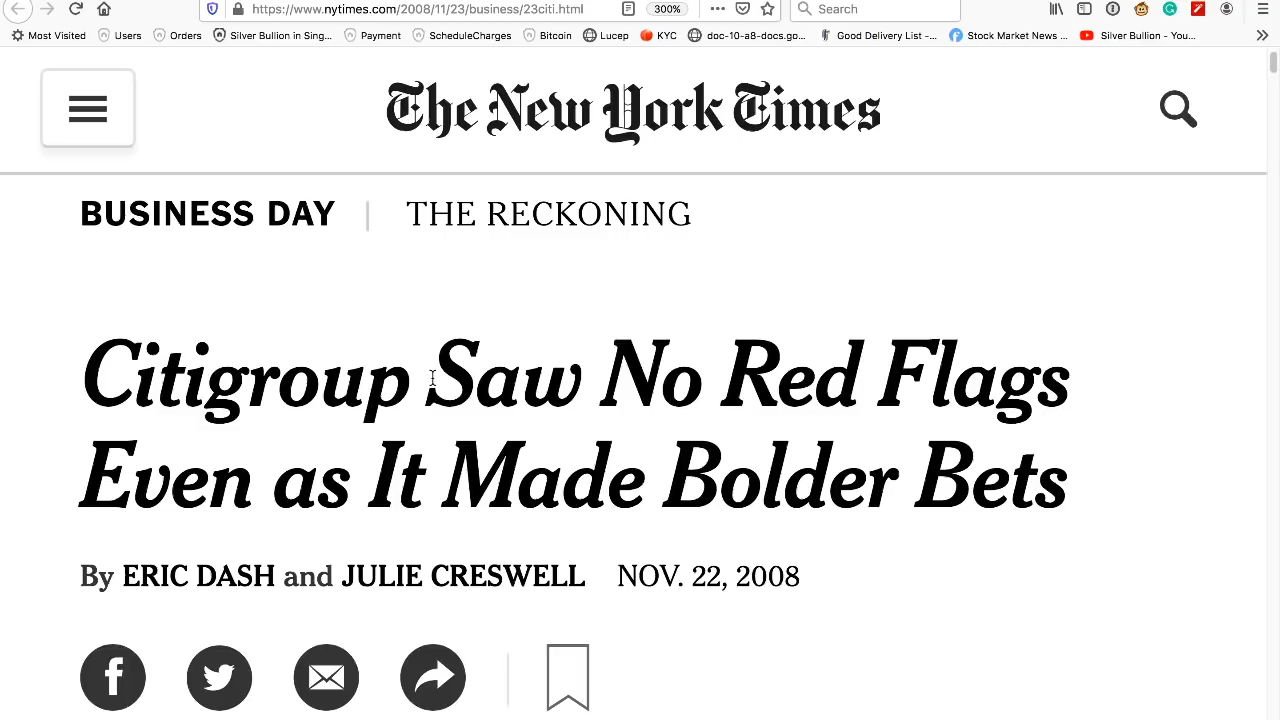 https://www.nytimes.com/2008/11/23/business/23citi.html
300%
Search
Most Visited
Users
Orders
Silver Bullion in Sing...
Payment
ScheduleCharges
Bitcoin
Lucep
KYC
doc-10-a8-docs.go...
Good Delivery List -...
Stock Market News ...
Silver Bullion - You...
The New York Times
BUSINESS DAY | THE RECKONING
Citigroup Saw No Red Flags
Even as It Made Bolder Bets
By ERIC DASH and JULIE CRESWELL NOV. 22, 2008